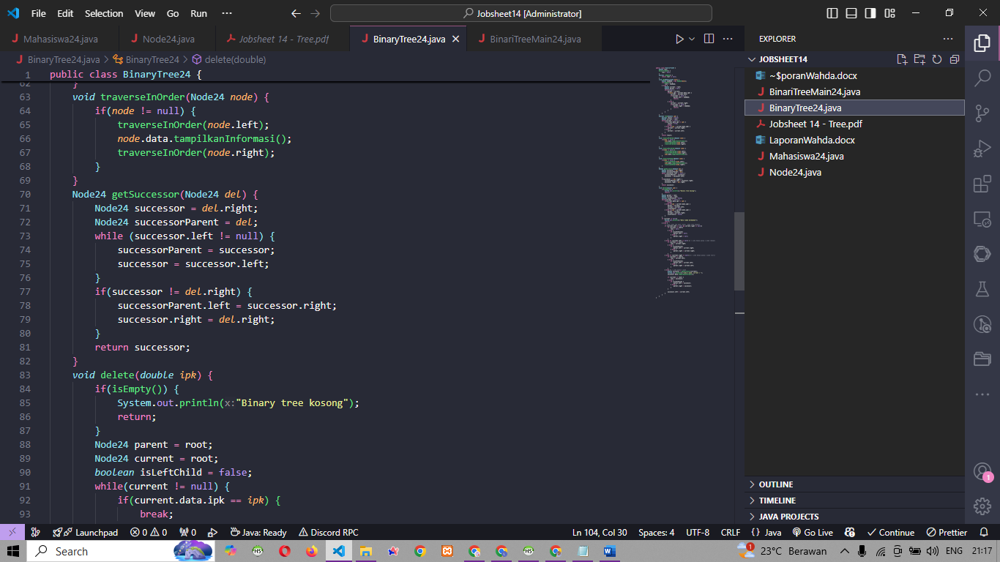 File Edit Selection View Go Run ···
Jobsheet14 [Administrator]
Mahasiswa24.java Node24.java Jobsheet 14 - Tree.pdf BinaryTree24.java BinariTreeMain24.java
BinaryTree24.java > BinaryTree24 > delete(double)
1 public class BinaryTree24 {
62 }
63 void traverseInOrder(Node24 node) {
64 if(node != null) {
65 traverseInOrder(node.left);
66 node.data.tampilkanInformasi();
67 traverseInOrder(node.right);
68 }
69 }
70 Node24 getSuccessor(Node24 del) {
71 Node24 successor = del.right;
72 Node24 successorParent = del;
73 while (successor.left != null) {
74 successorParent = successor;
75 successor = successor.left;
76 }
77 if(successor != del.right) {
78 successorParent.left = successor.right;
79 successor.right = del.right;
80 }
81 return successor;
82 }
83 void delete(double ipk) {
84 if(isEmpty()) {
85 System.out.println(x:"Binary tree kosong");
86 return;
87 }
88 Node24 parent = root;
89 Node24 current = root;
90 boolean isLeftChild = false;
91 while(current != null) {
92 if(current.data.ipk == ipk) {
93 break;
EXPLORER
JOBSHEET14
~$poranWahda.docx
BinariTreeMain24.java
BinaryTree24.java
Jobsheet 14 - Tree.pdf
LaporanWahda.docx
Mahasiswa24.java
Node24.java
OUTLINE
TIMELINE
JAVA PROJECTS
1
Launchpad 0 0 0 Java: Ready Discord RPC Ln 104, Col 30 Spaces: 4 UTF-8 CRLF {} Java Go Live Continue Prettier
Search 1 23°C Berawan ENG 21:17